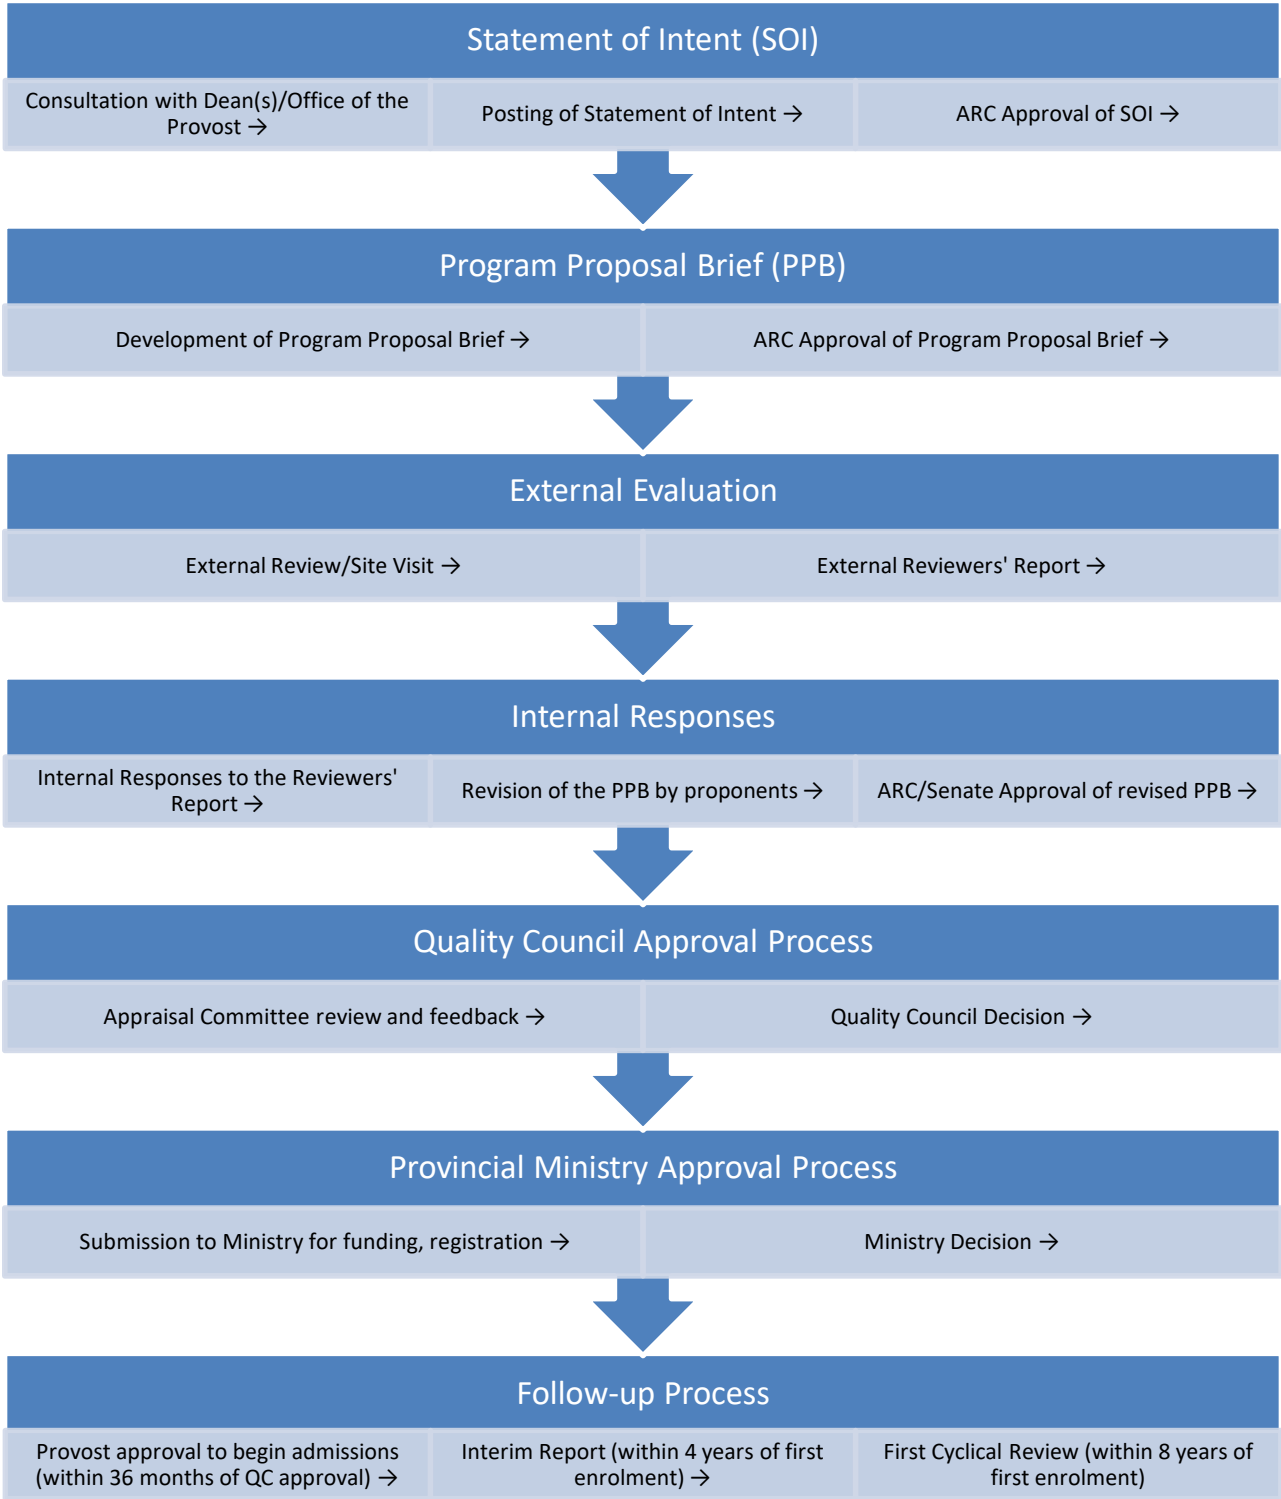 Statement of Intent (SOI)
Consultation with Dean(s)/Office of the
Provost →
Posting of Statement of Intent →
ARC Approval of SOI →
Program Proposal Brief (PPB)
Development of Program Proposal Brief →
ARC Approval of Program Proposal Brief →
External Evaluation
External Review/Site Visit →
External Reviewers' Report →
Internal Responses
Internal Responses to the Reviewers'
Report →
Revision of the PPB by proponents →
ARC/Senate Approval of revised PPB →
Quality Council Approval Process
Appraisal Committee review and feedback →
Quality Council Decision →
Provincial Ministry Approval Process
Submission to Ministry for funding, registration →
Ministry Decision →
Follow-up Process
Provost approval to begin admissions
(within 36 months of QC approval) →
Interim Report (within 4 years of first
enrolment) →
First Cyclical Review (within 8 years of
first enrolment)